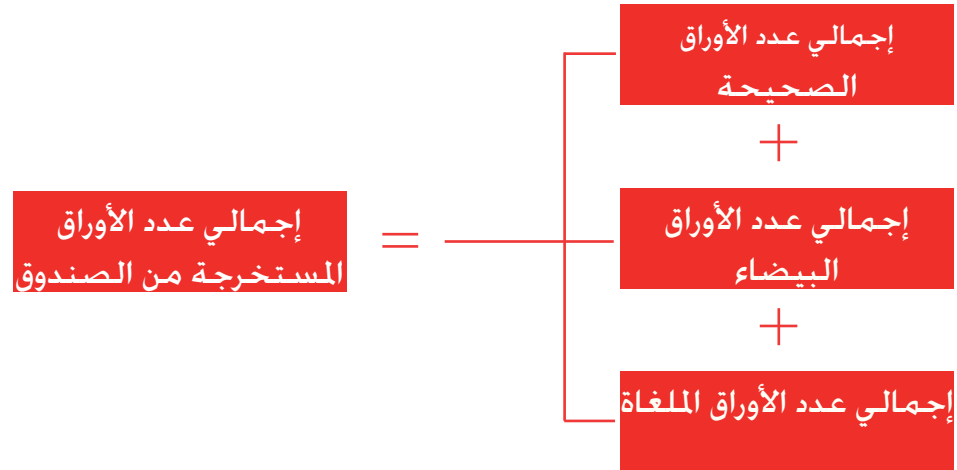 إجمالي عدد الأوراق
الصحيحة
+
إجمالي عدد الأوراق
البيضاء
+
إجمالي عدد الأوراق الملغاة
=
إجمالي عدد الأوراق
المستخرجة من الصندوق